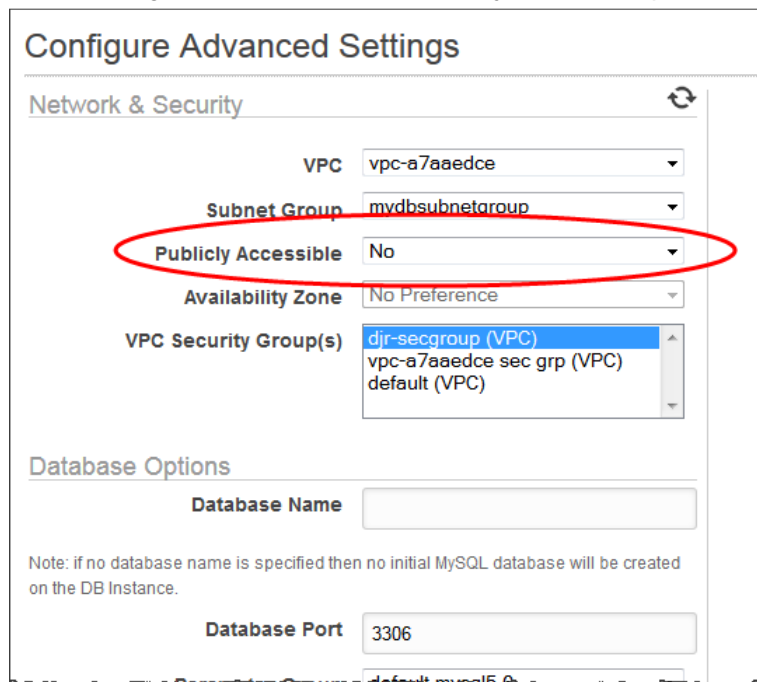 Configure Advanced Settings
Network & Security
VPC vpc-a7aaedce
Subnet Group mydbsubnetgroup
Publicly Accessible No
Availability Zone No Preference
VPC Security Group(s) djr-secgroup (VPC)
vpc-a7aaedce sec grp (VPC)
default (VPC)
Database Options
Database Name
Note: if no database name is specified then no initial MySQL database will be created
on the DB Instance.
Database Port 3306